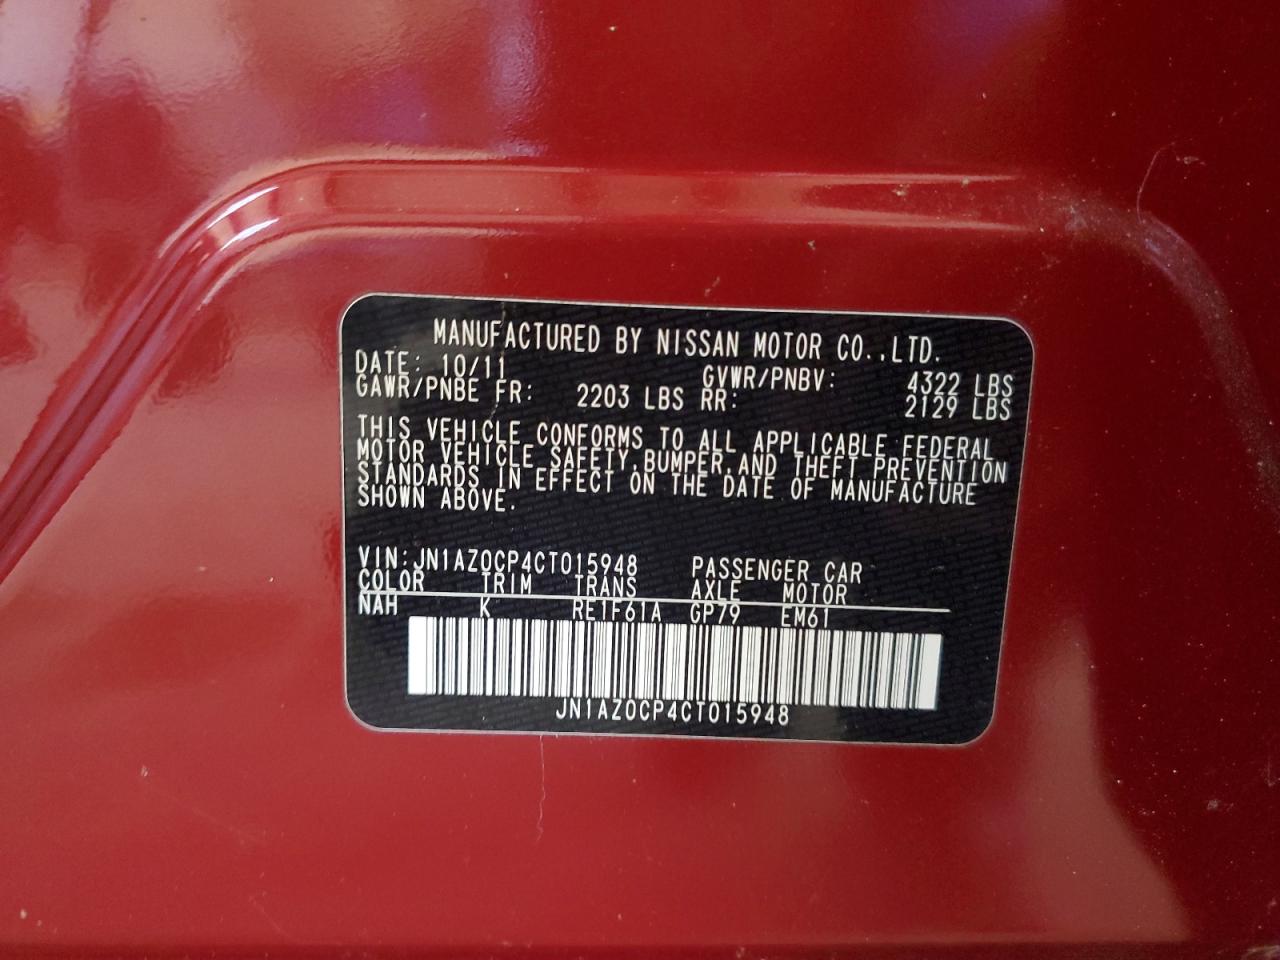 MANUFACTURED BY NISSAN MOTOR CO.,LTD.
DATE: 10/11 GVWR/PNBV: 4322 LBS
GAWR/PNBE FR: 2203 LBS RR: 2129 LBS
THIS VEHICLE CONFORMS TO ALL APPLICABLE FEDERAL
MOTOR VEHICLE SAFETY,BUMPER,AND THEFT PREVENTION
STANDARDS IN EFFECT ON THE DATE OF MANUFACTURE
SHOWN ABOVE.
VIN:JN1AZ0CP4CT015948 PASSENGER CAR
COLOR TRIM TRANS AXLE MOTOR
NAH K RE1F61A GP79 EM61
JN1AZ0CP4CT015948